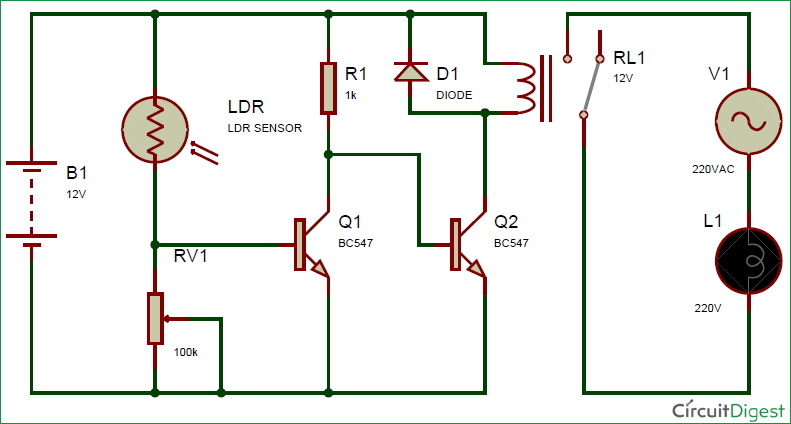 B1
12V
LDR
LDR SENSOR
RV1
100k
R1
1k
Q1
BC547
D1
DIODE
Q2
BC547
RL1
12V
V1
220VAC
L1
220V
CircuitDigest